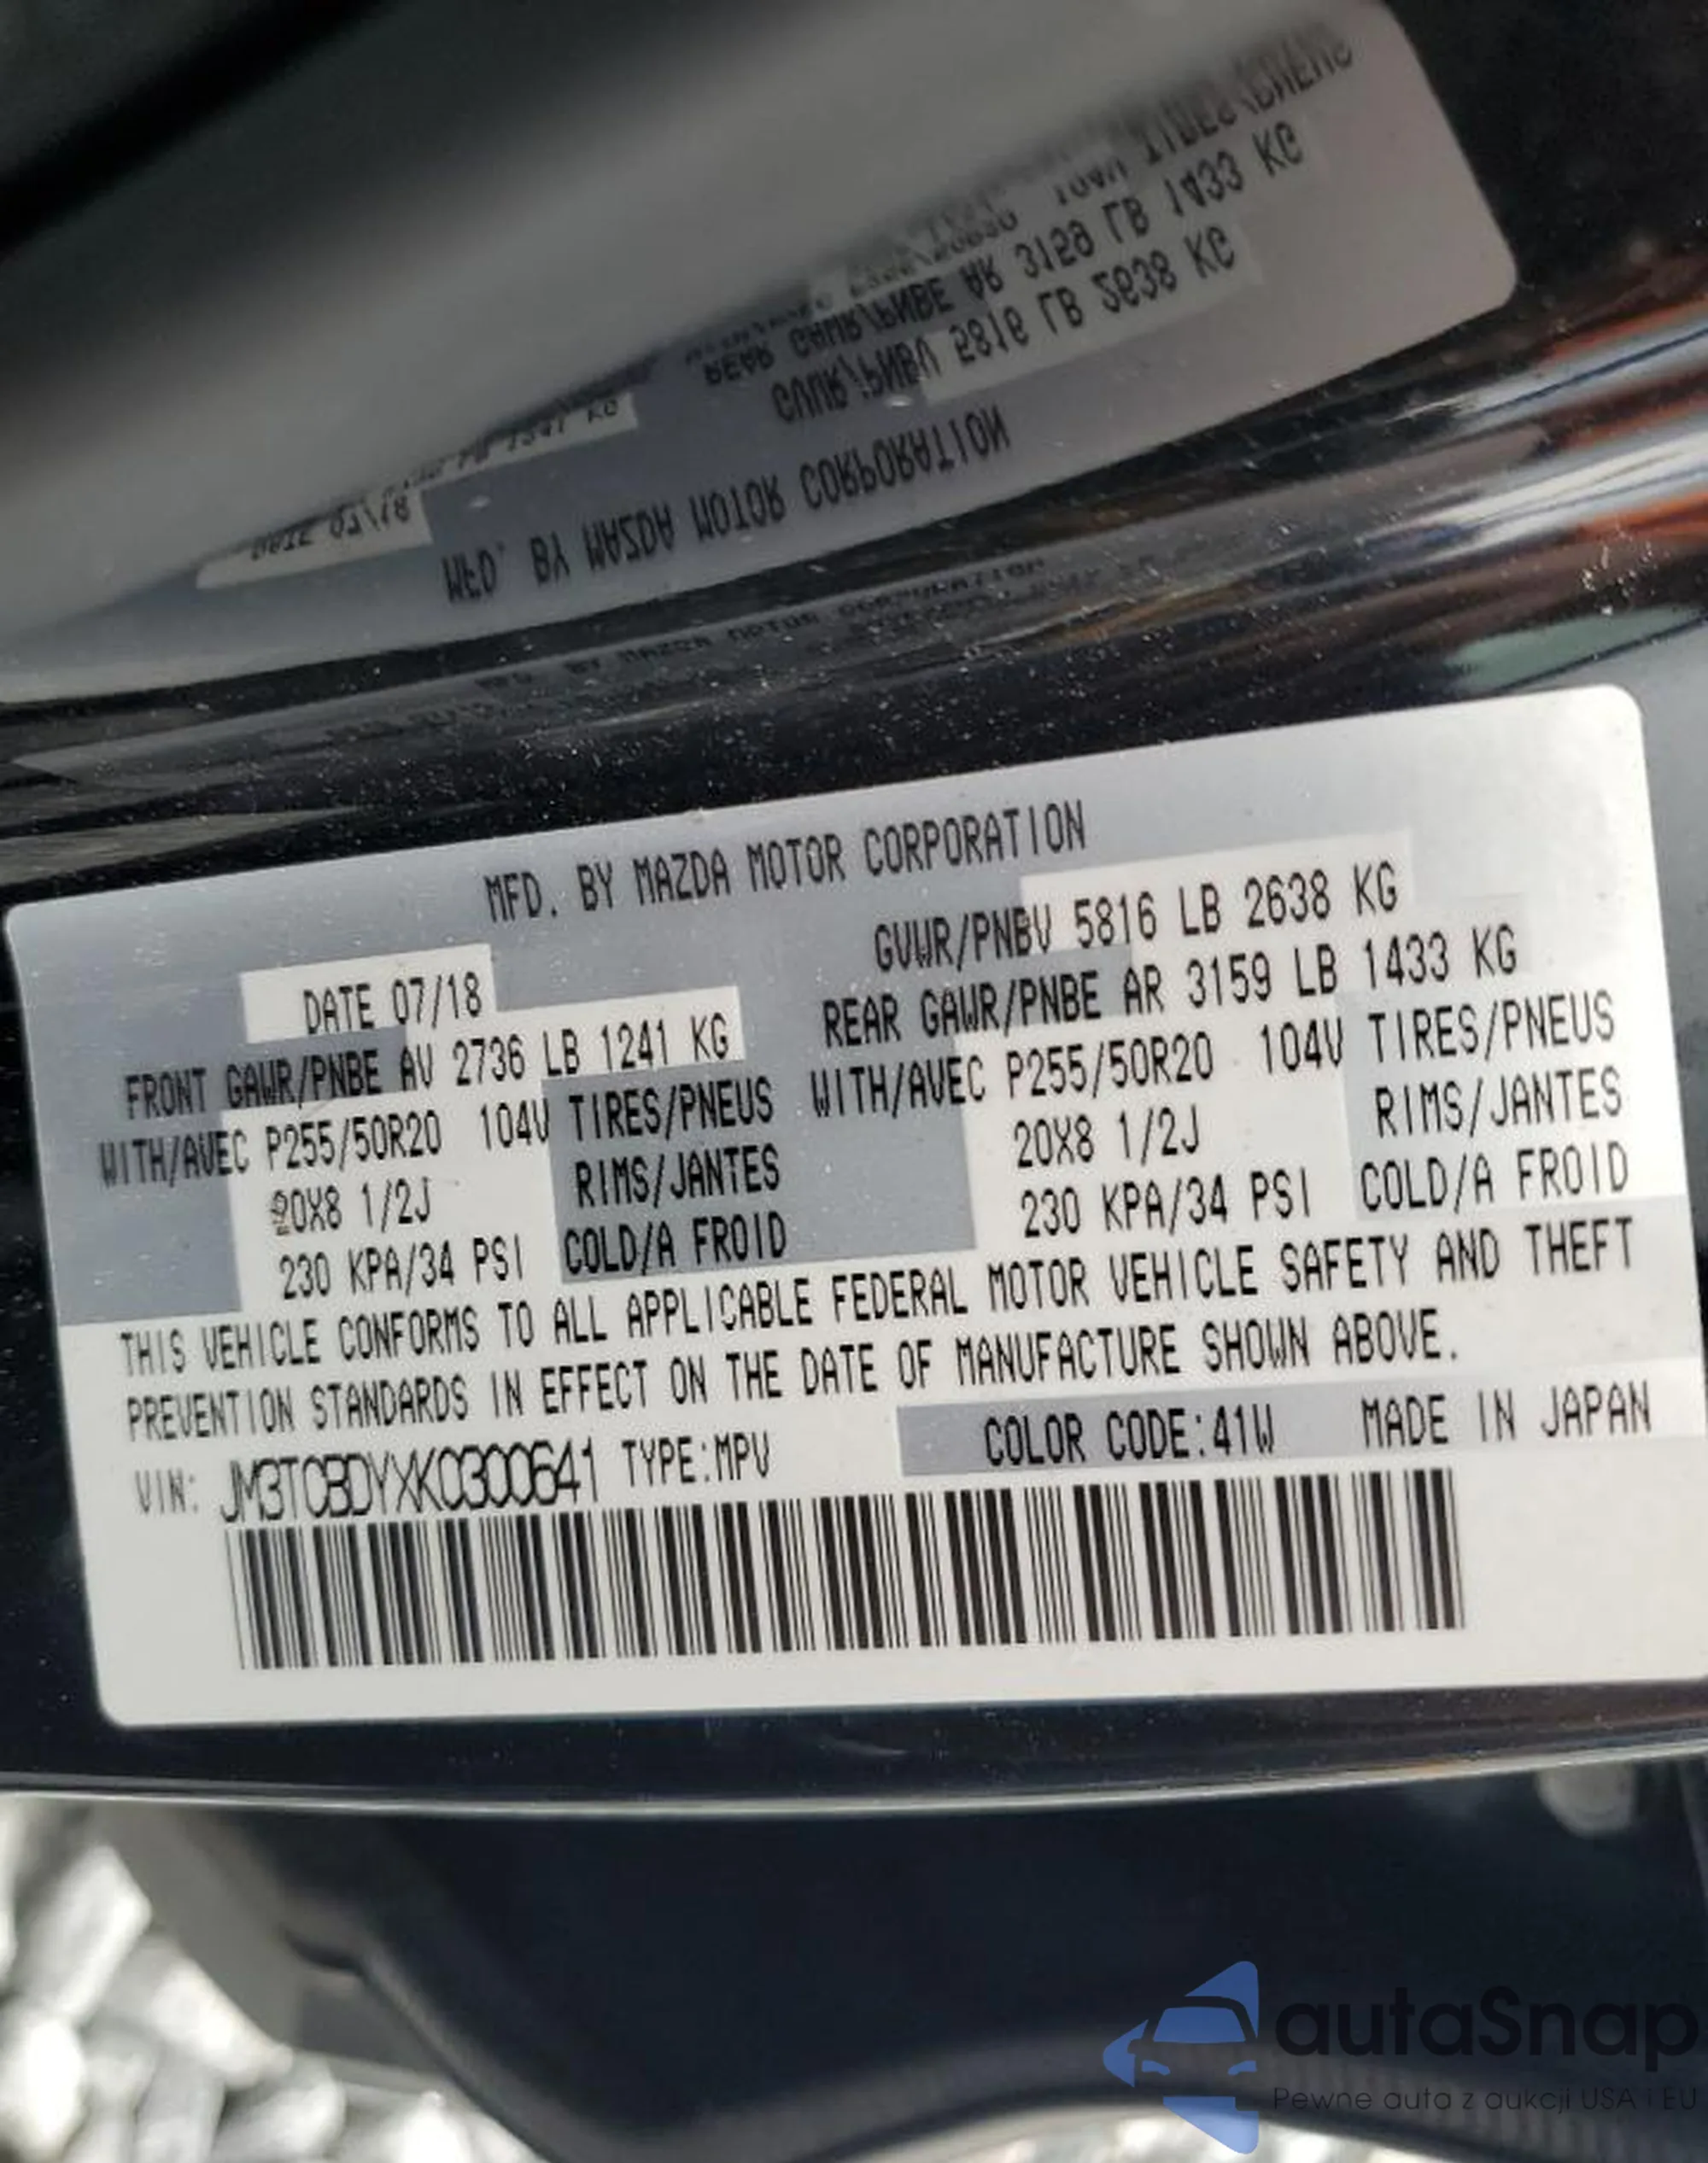 MFD. BY MAZDA MOTOR CORPORATION
DATE 07/18
GVWR/PNBV 5816 LB 2638 KG
FRONT GAWR/PNBE AV 2736 LB 1241 KG
REAR GAWR/PNBE AR 3159 LB 1433 KG
WITH/AVEC P255/50R20 104V TIRES/PNEUS
WITH/AVEC P255/50R20 104V TIRES/PNEUS
20X8 1/2J RIMS/JANTES
20X8 1/2J RIMS/JANTES
230 KPA/34 PSI COLD/A FROID
230 KPA/34 PSI COLD/A FROID
THIS VEHICLE CONFORMS TO ALL APPLICABLE FEDERAL MOTOR VEHICLE SAFETY AND THEFT
PREVENTION STANDARDS IN EFFECT ON THE DATE OF MANUFACTURE SHOWN ABOVE.
VIN: JM3TCBDYXK0300641 TYPE:MPV COLOR CODE:41W MADE IN JAPAN
autaSnap
Pewne auta z aukcji USA i EU